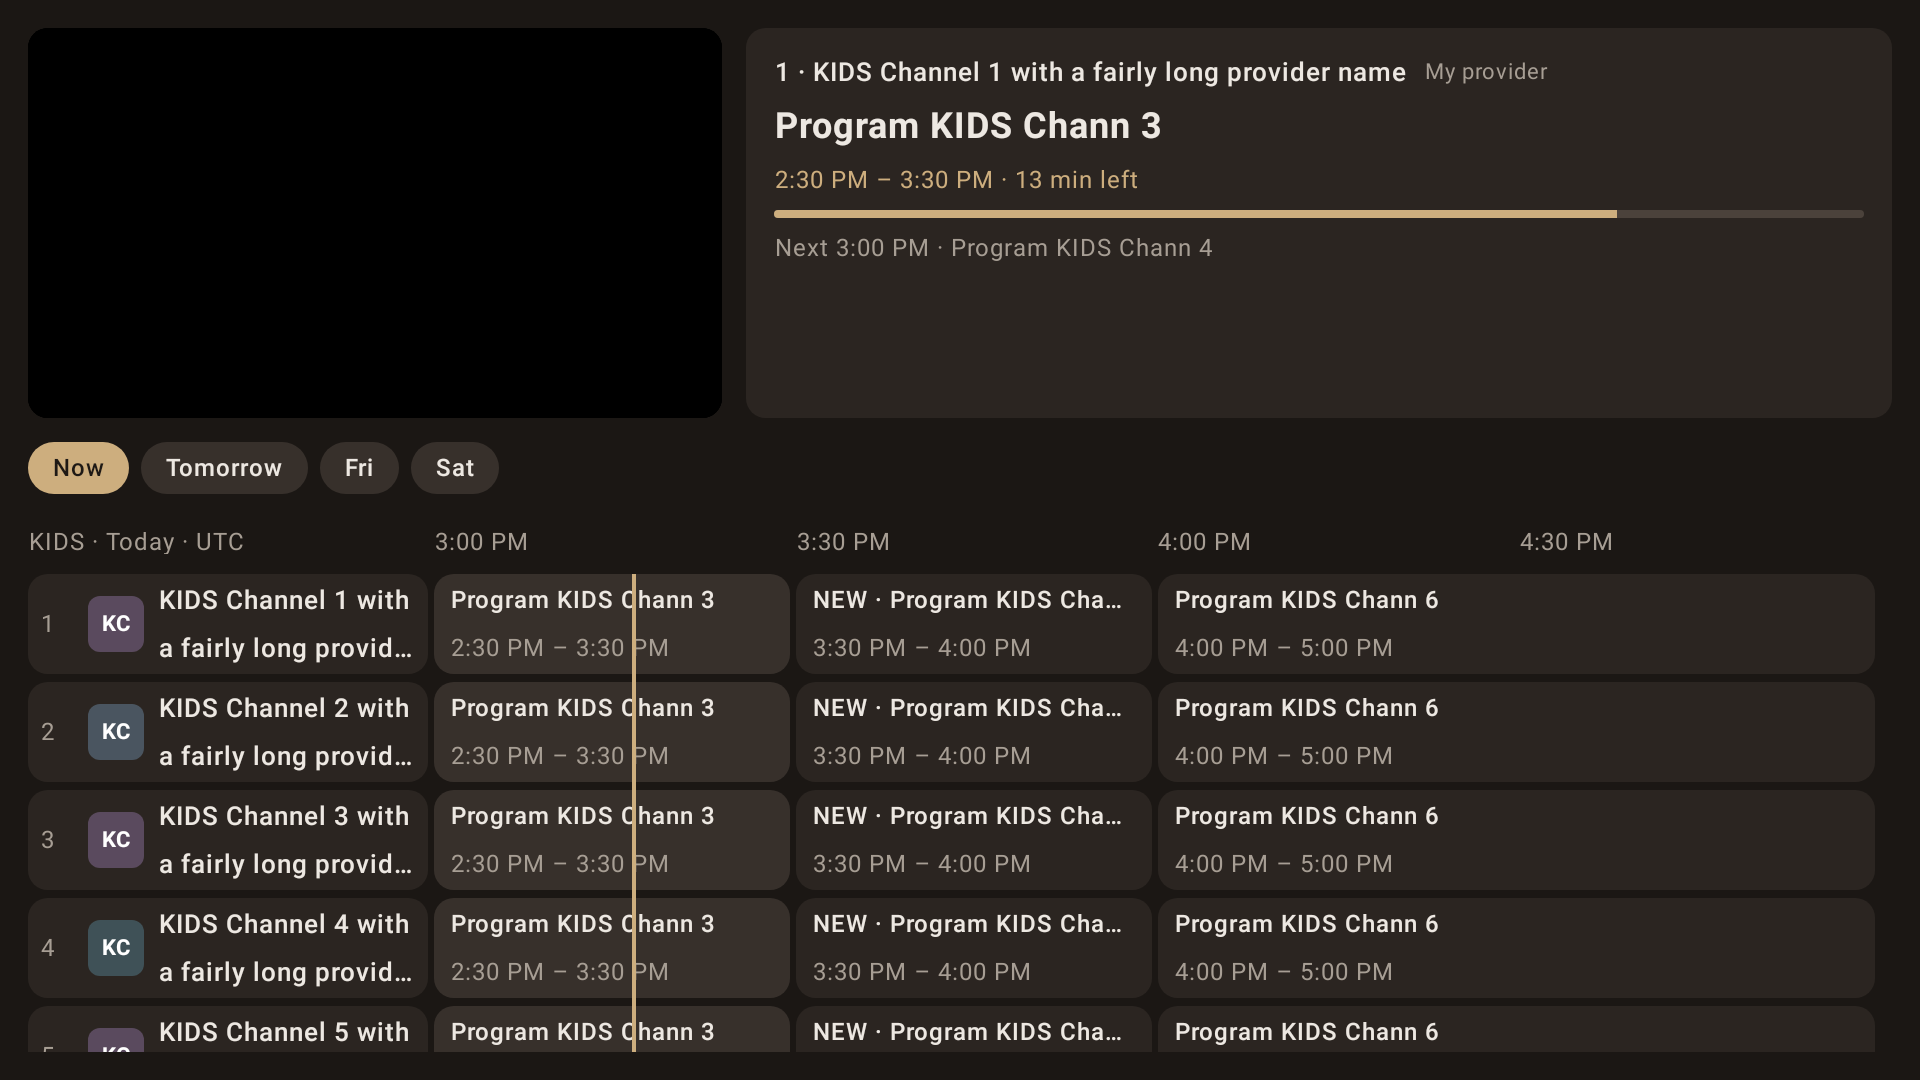 1 · KIDS Channel 1 with a fairly long provider name My provider
Program KIDS Chann 3
2:30 PM – 3:30 PM · 13 min left
Next 3:00 PM · Program KIDS Chann 4
Now Tomorrow Fri Sat
KIDS · Today · UTC 3:00 PM 3:30 PM 4:00 PM 4:30 PM
1 KC KIDS Channel 1 with a fairly long provid… Program KIDS Chann 3 2:30 PM – 3:30 PM NEW · Program KIDS Cha… 3:30 PM – 4:00 PM Program KIDS Chann 6 4:00 PM – 5:00 PM
2 KC KIDS Channel 2 with a fairly long provid… Program KIDS Chann 3 2:30 PM – 3:30 PM NEW · Program KIDS Cha… 3:30 PM – 4:00 PM Program KIDS Chann 6 4:00 PM – 5:00 PM
3 KC KIDS Channel 3 with a fairly long provid… Program KIDS Chann 3 2:30 PM – 3:30 PM NEW · Program KIDS Cha… 3:30 PM – 4:00 PM Program KIDS Chann 6 4:00 PM – 5:00 PM
4 KC KIDS Channel 4 with a fairly long provid… Program KIDS Chann 3 2:30 PM – 3:30 PM NEW · Program KIDS Cha… 3:30 PM – 4:00 PM Program KIDS Chann 6 4:00 PM – 5:00 PM
KIDS Channel 5 with Program KIDS Chann 3 NEW · Program KIDS Cha… Program KIDS Chann 6